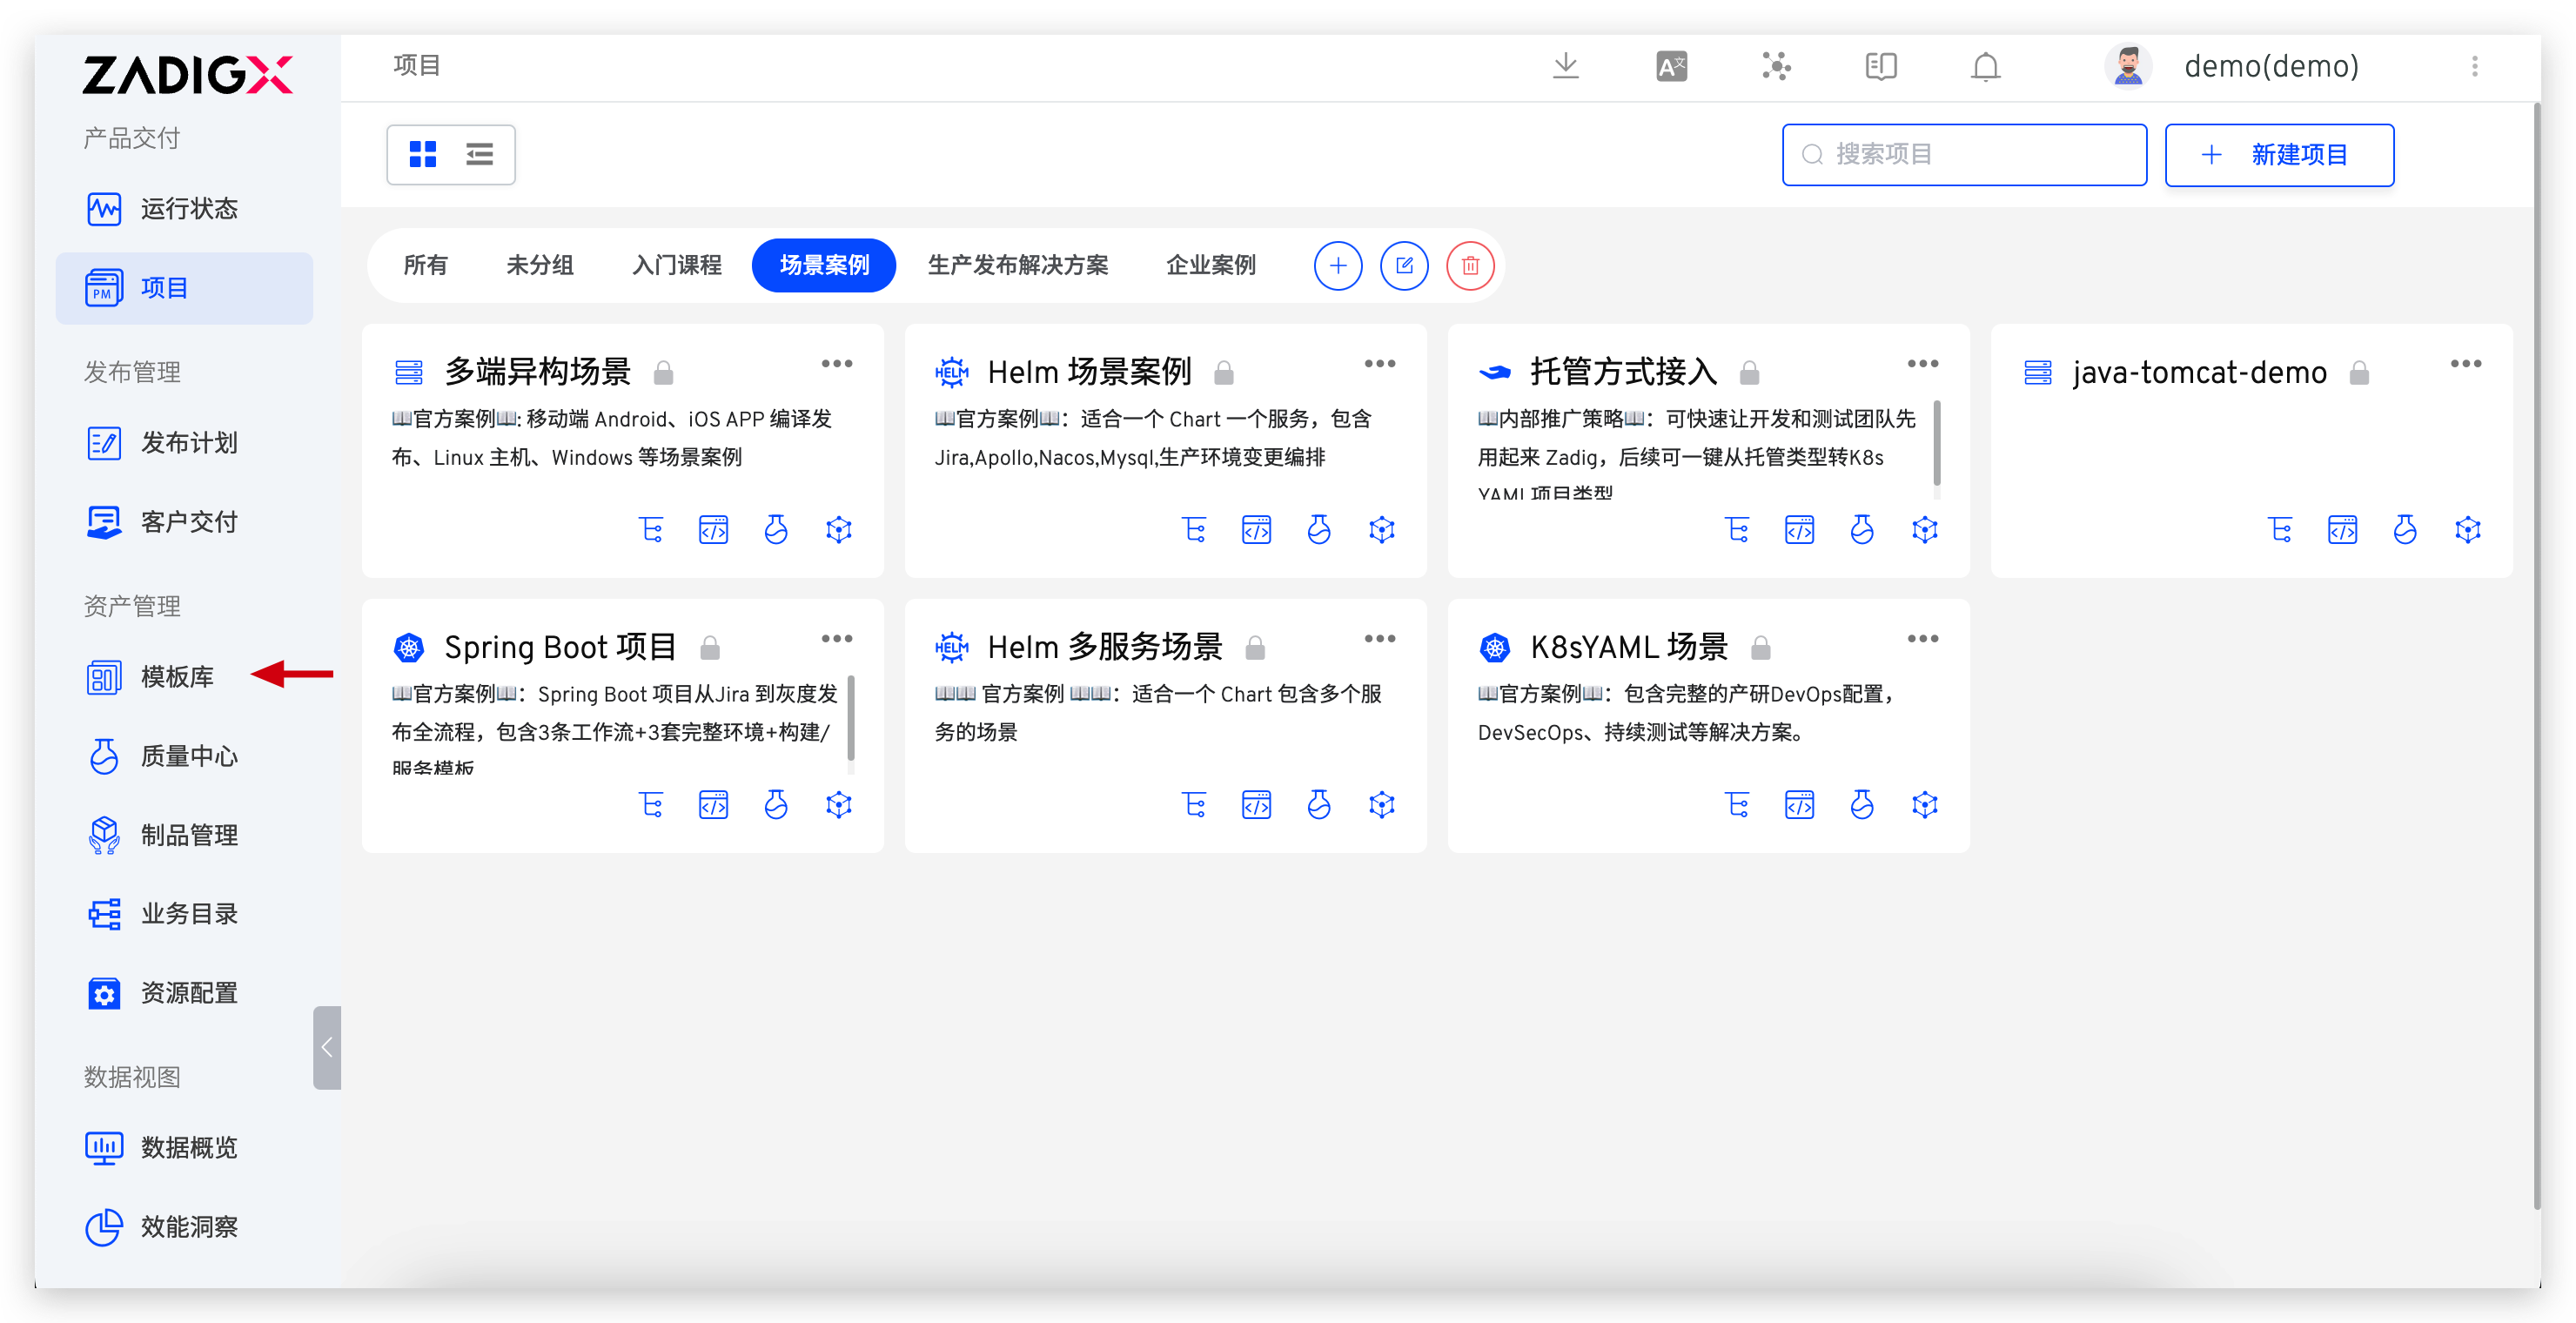 ZADIGX
产品交付
运行状态
PM
项目
发布管理
发布计划
客户交付
资产管理
模板库
质量中心
制品管理
业务目录
资源配置
数据视图
数据概览
效能洞察
项目
A文
demo(demo)
搜索项目
新建项目
所有
未分组
入门课程
场景案例
生产发布解决方案
企业案例
多端异构场景
📖官方案例📖: 移动端 Android、iOS APP 编译发
布、Linux 主机、Windows 等场景案例
HELM
Helm 场景案例
📖官方案例📖：适合一个 Chart 一个服务，包含
Jira,Apollo,Nacos,Mysql,生产环境变更编排
托管方式接入
📖内部推广策略📖：可快速让开发和测试团队先
用起来 Zadig，后续可一键从托管类型转K8s
YAML 项目类型
java-tomcat-demo
Spring Boot 项目
📖官方案例📖：Spring Boot 项目从Jira 到灰度发
布全流程，包含3条工作流+3套完整环境+构建/
服务模板
HELM
Helm 多服务场景
📖📖 官方案例 📖📖：适合一个 Chart 包含多个服
务的场景
K8sYAML 场景
📖官方案例📖：包含完整的产研DevOps配置，
DevSecOps、持续测试等解决方案。